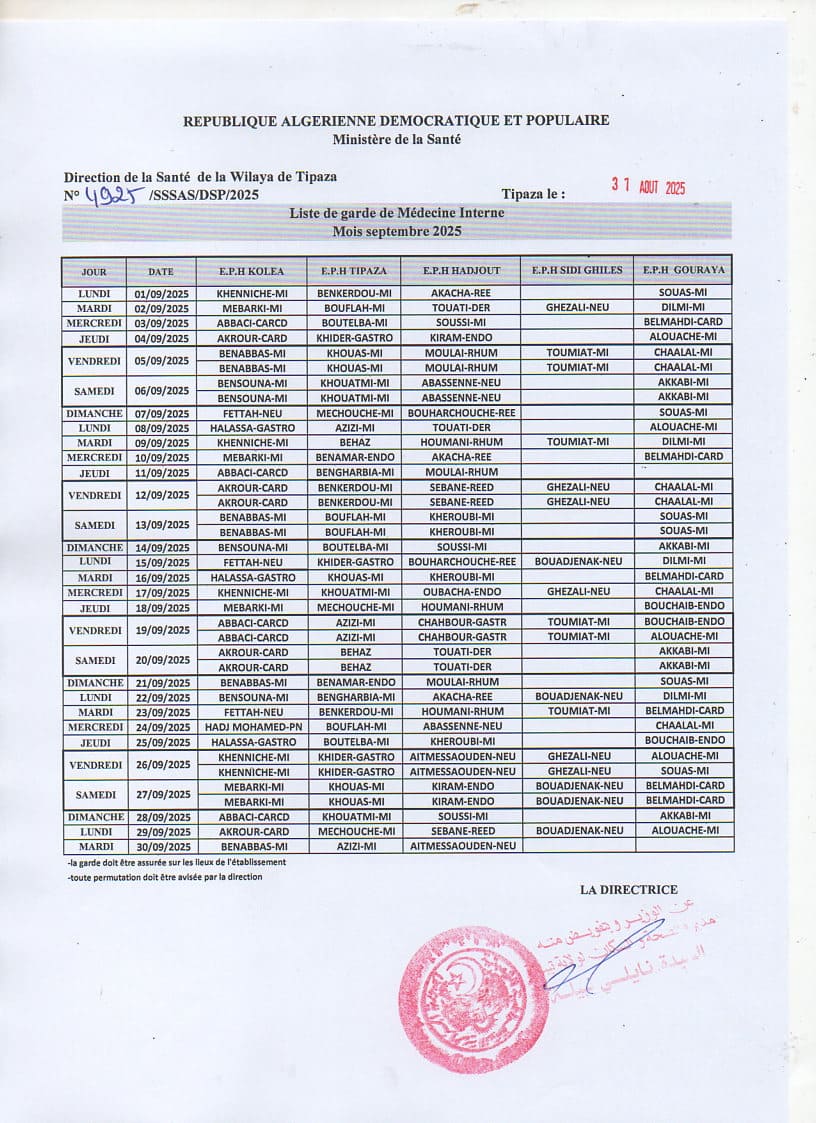 REPUBLIQUE ALGERIENNE DEMOCRATIQUE ET POPULAIRE
Ministère de la Santé
Direction de la Santé de la Wilaya de Tipaza
N° 4925 /SSSAS/DSP/2025 Tipaza le : 31 AOUT 2025
Liste de garde de Médecine Interne
Mois septembre 2025
JOUR DATE E.P.H KOLEA E.P.H TIPAZA E.P.H HADJOUT E.P.H SIDI GHILES E.P.H GOURAYA
LUNDI 01/09/2025 KHENNICHE-MI BENKERDOU-MI AKACHA-REE SOUAS-MI
MARDI 02/09/2025 MEBARKI-MI BOUFLAH-MI TOUATI-DER GHEZALI-NEU DILMI-MI
MERCREDI 03/09/2025 ABBACI-CARCD BOUTELBA-MI SOUSSI-MI BELMAHDI-CARD
JEUDI 04/09/2025 AKROUR-CARD KHIDER-GASTRO KIRAM-ENDO ALOUACHE-MI
VENDREDI 05/09/2025 BENABBAS-MI KHOUAS-MI MOULAI-RHUM TOUMIAT-MI CHAALAL-MI
BENABBAS-MI KHOUAS-MI MOULAI-RHUM TOUMIAT-MI CHAALAL-MI
SAMEDI 06/09/2025 BENSOUNA-MI KHOUATMI-MI ABASSENNE-NEU AKKABI-MI
BENSOUNA-MI KHOUATMI-MI ABASSENNE-NEU AKKABI-MI
DIMANCHE 07/09/2025 FETTAH-NEU MECHOUCHE-MI BOUHARCHOUCHE-REE SOUAS-MI
LUNDI 08/09/2025 HALASSA-GASTRO AZIZI-MI TOUATI-DER ALOUACHE-MI
MARDI 09/09/2025 KHENNICHE-MI BEHAZ HOUMANI-RHUM TOUMIAT-MI DILMI-MI
MERCREDI 10/09/2025 MEBARKI-MI BENAMAR-ENDO AKACHA-REE BELMAHDI-CARD
JEUDI 11/09/2025 ABBACI-CARCD BENGHARBIA-MI MOULAI-RHUM
VENDREDI 12/09/2025 AKROUR-CARD BENKERDOU-MI SEBANE-REED GHEZALI-NEU CHAALAL-MI
AKROUR-CARD BENKERDOU-MI SEBANE-REED GHEZALI-NEU CHAALAL-MI
SAMEDI 13/09/2025 BENABBAS-MI BOUFLAH-MI KHEROUBI-MI SOUAS-MI
BENABBAS-MI BOUFLAH-MI KHEROUBI-MI SOUAS-MI
DIMANCHE 14/09/2025 BENSOUNA-MI BOUTELBA-MI SOUSSI-MI AKKABI-MI
LUNDI 15/09/2025 FETTAH-NEU KHIDER-GASTRO BOUHARCHOUCHE-REE BOUADJENAK-NEU DILMI-MI
MARDI 16/09/2025 HALASSA-GASTRO KHOUAS-MI KHEROUBI-MI BELMAHDI-CARD
MERCREDI 17/09/2025 KHENNICHE-MI KHOUATMI-MI OUBACHA-ENDO GHEZALI-NEU CHAALAL-MI
JEUDI 18/09/2025 MEBARKI-MI MECHOUCHE-MI HOUMANI-RHUM BOUCHAIB-ENDO
VENDREDI 19/09/2025 ABBACI-CARCD AZIZI-MI CHAHBOUR-GASTR TOUMIAT-MI BOUCHAIB-ENDO
ABBACI-CARCD AZIZI-MI CHAHBOUR-GASTR TOUMIAT-MI ALOUACHE-MI
SAMEDI 20/09/2025 AKROUR-CARD BEHAZ TOUATI-DER AKKABI-MI
AKROUR-CARD BEHAZ TOUATI-DER AKKABI-MI
DIMANCHE 21/09/2025 BENABBAS-MI BENAMAR-ENDO MOULAI-RHUM SOUAS-MI
LUNDI 22/09/2025 BENSOUNA-MI BENGHARBIA-MI AKACHA-REE BOUADJENAK-NEU DILMI-MI
MARDI 23/09/2025 FETTAH-NEU BENKERDOU-MI HOUMANI-RHUM TOUMIAT-MI BELMAHDI-CARD
MERCREDI 24/09/2025 HADJ MOHAMED-PN BOUFLAH-MI ABASSENNE-NEU CHAALAL-MI
JEUDI 25/09/2025 HALASSA-GASTRO BOUTELBA-MI KHEROUBI-MI BOUCHAIB-ENDO
VENDREDI 26/09/2025 KHENNICHE-MI KHIDER-GASTRO AITMESSAOUDEN-NEU GHEZALI-NEU ALOUACHE-MI
KHENNICHE-MI KHIDER-GASTRO AITMESSAOUDEN-NEU GHEZALI-NEU SOUAS-MI
SAMEDI 27/09/2025 MEBARKI-MI KHOUAS-MI KIRAM-ENDO BOUADJENAK-NEU BELMAHDI-CARD
MEBARKI-MI KHOUAS-MI KIRAM-ENDO BOUADJENAK-NEU BELMAHDI-CARD
DIMANCHE 28/09/2025 ABBACI-CARCD KHOUATMI-MI SOUSSI-MI AKKABI-MI
LUNDI 29/09/2025 AKROUR-CARD MECHOUCHE-MI SEBANE-REED BOUADJENAK-NEU ALOUACHE-MI
MARDI 30/09/2025 BENABBAS-MI AZIZI-MI AITMESSAOUDEN-NEU
-la garde doit être assurée sur les lieux de l'établissement
-toute permutation doit être avisée par la direction
LA DIRECTRICE
عن الوزير و بتفويض منه